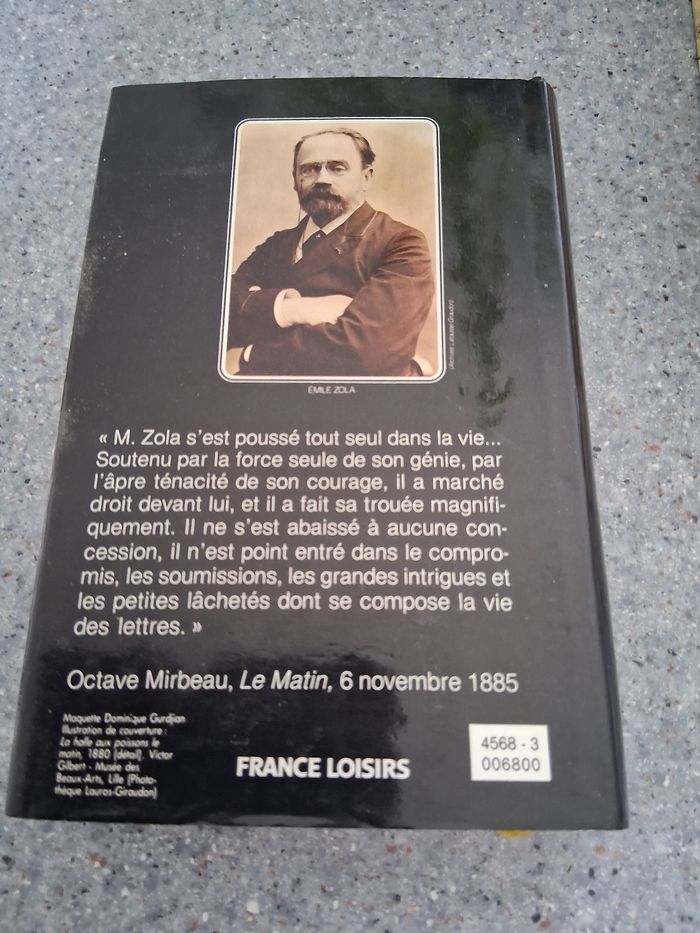 (Archives Larousse-Giraudon)
ÉMILE ZOLA
« M. Zola s'est poussé tout seul dans la vie...
Soutenu par la force seule de son génie, par
l'âpre ténacité de son courage, il a marché
droit devant lui, et il a fait sa trouée magnifi-
quement. Il ne s'est abaissé à aucune con-
cession, il n'est point entré dans le compro-
mis, les soumissions, les grandes intrigues et
les petites lâchetés dont se compose la vie
des lettres. »
Octave Mirbeau, Le Matin, 6 novembre 1885
Maquette Dominique Gurdjian
Illustration de couverture :
La halle aux poissons le
matin, 1880 (détail). Victor
Gilbert - Musée des
Beaux-Arts, Lille (Photo-
thèque Lauros-Giraudon)
FRANCE LOISIRS
4568 - 3
006800